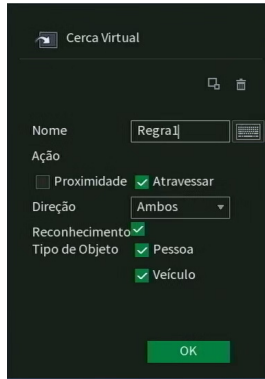 Cerca Virtual
Nome Regra1
Ação
Proximidade Atravessar
Direção Ambos
Reconhecimento
Tipo de Objeto Pessoa
Veículo
OK